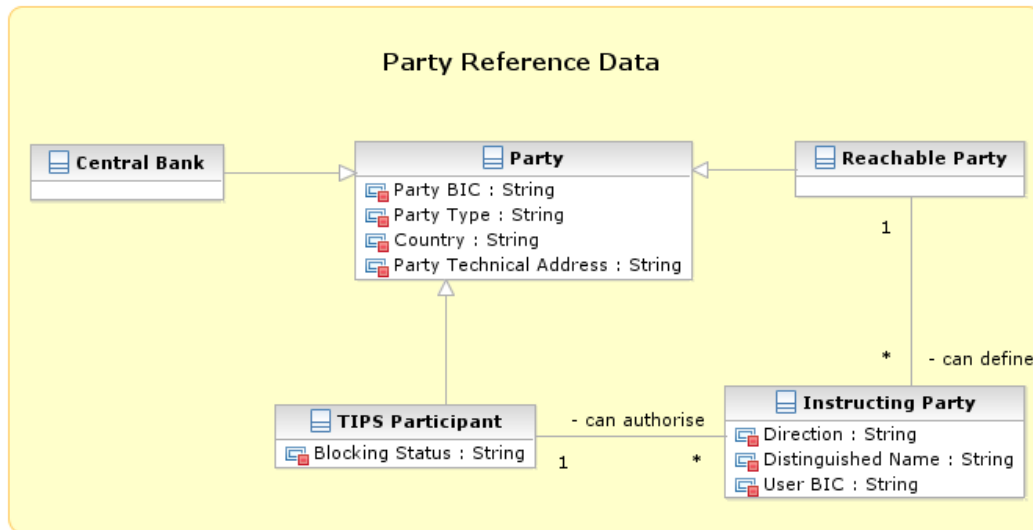 Party Reference Data
Central Bank
Party
Party BIC : String
Party Type : String
Country : String
Party Technical Address : String
Reachable Party
1
* - can define
TIPS Participant
Blocking Status : String
- can authorise
1 *
Instructing Party
Direction : String
Distinguished Name : String
User BIC : String